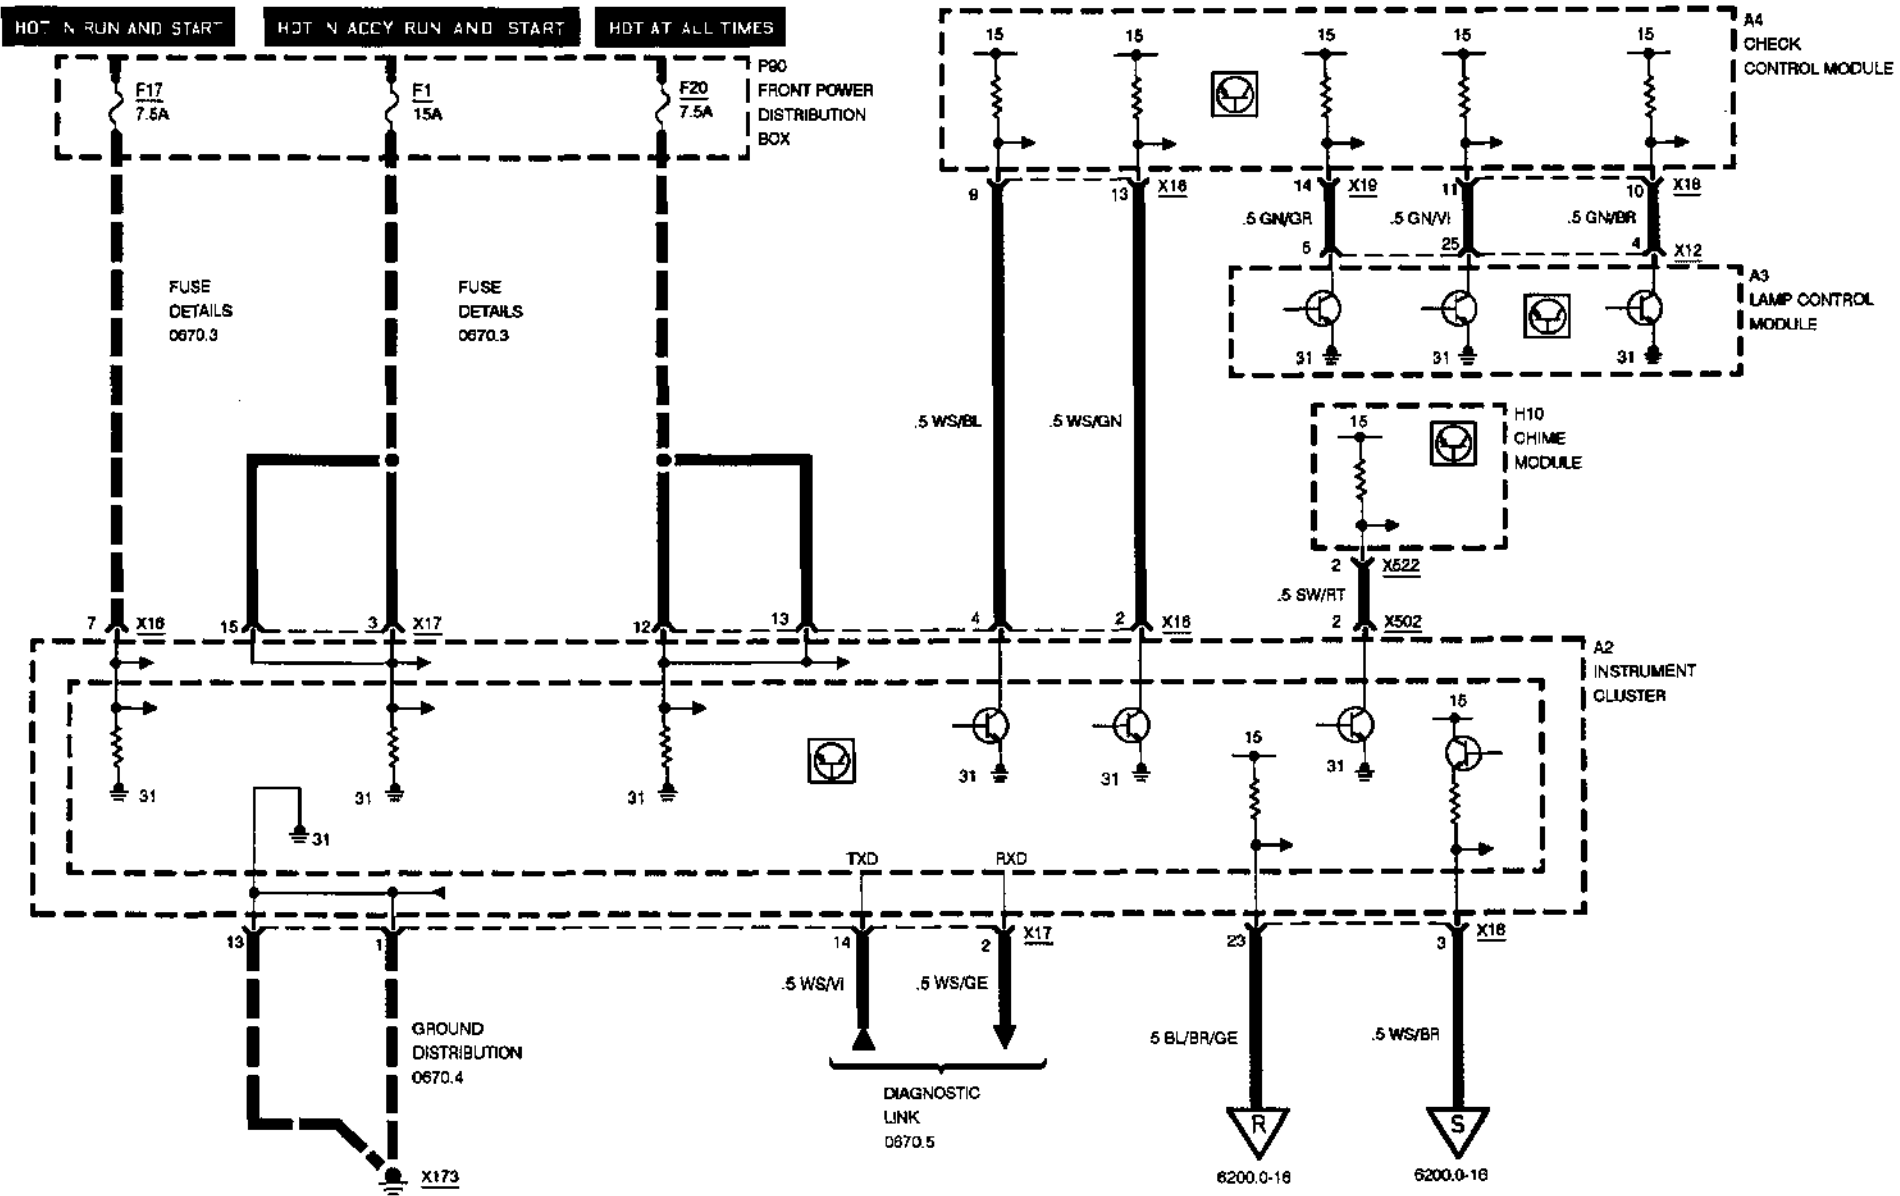 HOT IN RUN AND START
HOT IN ACCY RUN AND START
HOT AT ALL TIMES
F17
7.5A
F1
15A
F20
7.5A
P90
FRONT POWER
DISTRIBUTION
BOX
15
15
15
15
15
A4
CHECK
CONTROL MODULE
9
13
X18
14
X19
11
10
X18
.5 GN/GR
.5 GN/VI
.5 GN/BR
5
25
4
X12
A3
LAMP CONTROL
MODULE
31
31
31
FUSE
DETAILS
0670.3
FUSE
DETAILS
0670.3
.5 WS/BL
.5 WS/GN
15
H10
CHIME
MODULE
2
X522
.5 SW/RT
7
X16
15
3
X17
12
13
4
2
X16
2
X502
A2
INSTRUMENT
CLUSTER
31
31
31
31
31
31
15
15
31
TXD
RXD
13
1
14
2
X17
23
3
X16
.5 WS/VI
.5 WS/GE
.5 BL/BR/GE
.5 WS/BR
GROUND
DISTRIBUTION
0670.4
DIAGNOSTIC
LINK
0670.5
R
S
X173
6200.0-16
6200.0-16